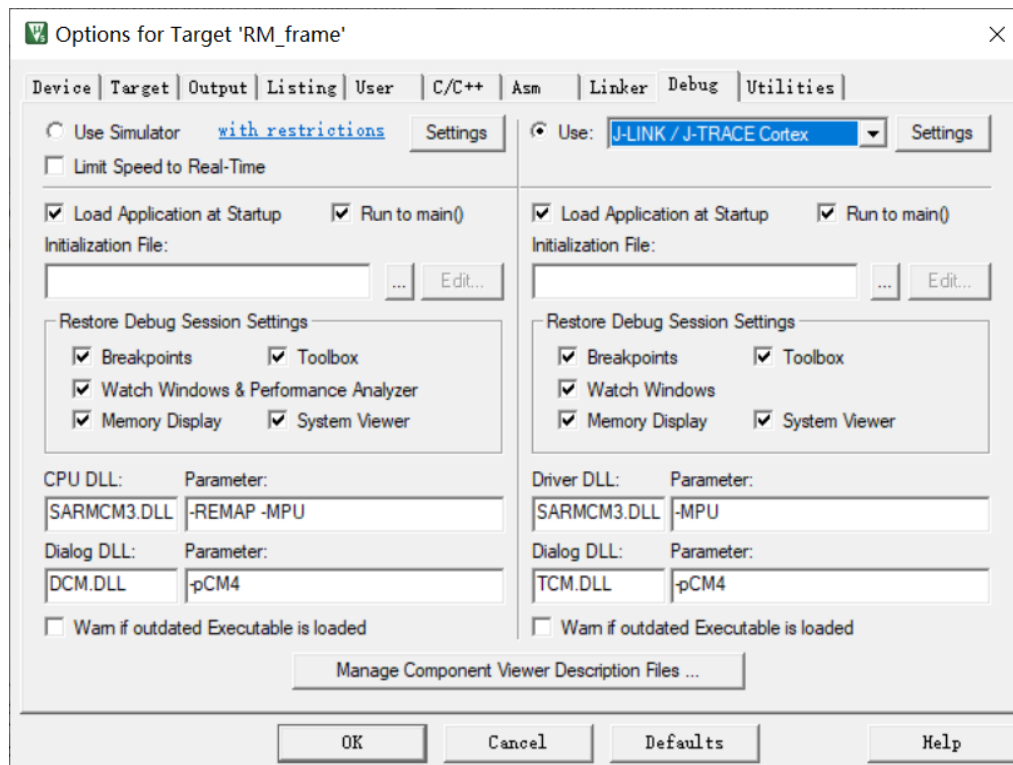 Options for Target 'RM_frame'
Device Target Output Listing User C/C++ Asm Linker Debug Utilities
Use Simulator with restrictions Settings
Limit Speed to Real-Time
Use: J-LINK / J-TRACE Cortex Settings
Load Application at Startup Run to main()
Initialization File:
... Edit...
Restore Debug Session Settings
Breakpoints Toolbox
Watch Windows & Performance Analyzer
Memory Display System Viewer
CPU DLL: Parameter:
SARMCM3.DLL -REMAP -MPU
Dialog DLL: Parameter:
DCM.DLL -pCM4
Warn if outdated Executable is loaded
Load Application at Startup Run to main()
Initialization File:
... Edit...
Restore Debug Session Settings
Breakpoints Toolbox
Watch Windows
Memory Display System Viewer
Driver DLL: Parameter:
SARMCM3.DLL -MPU
Dialog DLL: Parameter:
TCM.DLL -pCM4
Warn if outdated Executable is loaded
Manage Component Viewer Description Files ...
OK Cancel Defaults Help